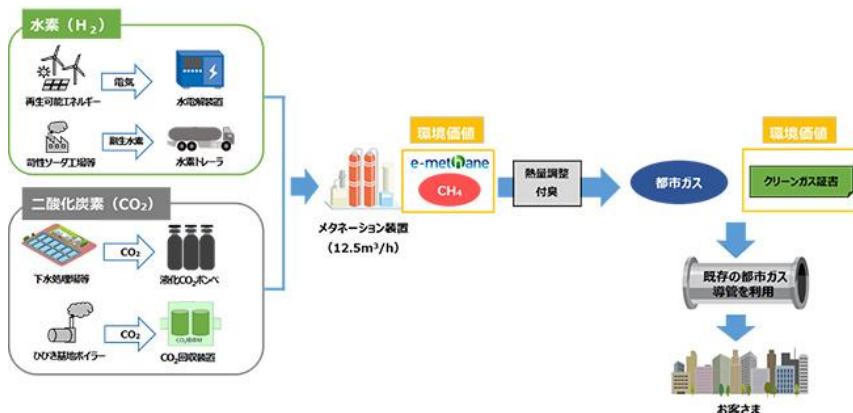 水素（H₂）
再生可能エネルギー
電気
水電解装置
苛性ソーダ工場等
副生水素
水素トレーラ
二酸化炭素（CO₂）
下水処理場等
CO₂
液化CO₂ボンベ
ひびき基地ボイラー
CO₂
CO₂回収装置
メタネーション装置
（12.5m³/h）
環境価値
e-methane
CH₄
熱量調整
付臭
都市ガス
環境価値
クリーンガス証書
既存の都市ガス
導管を利用
お客さま